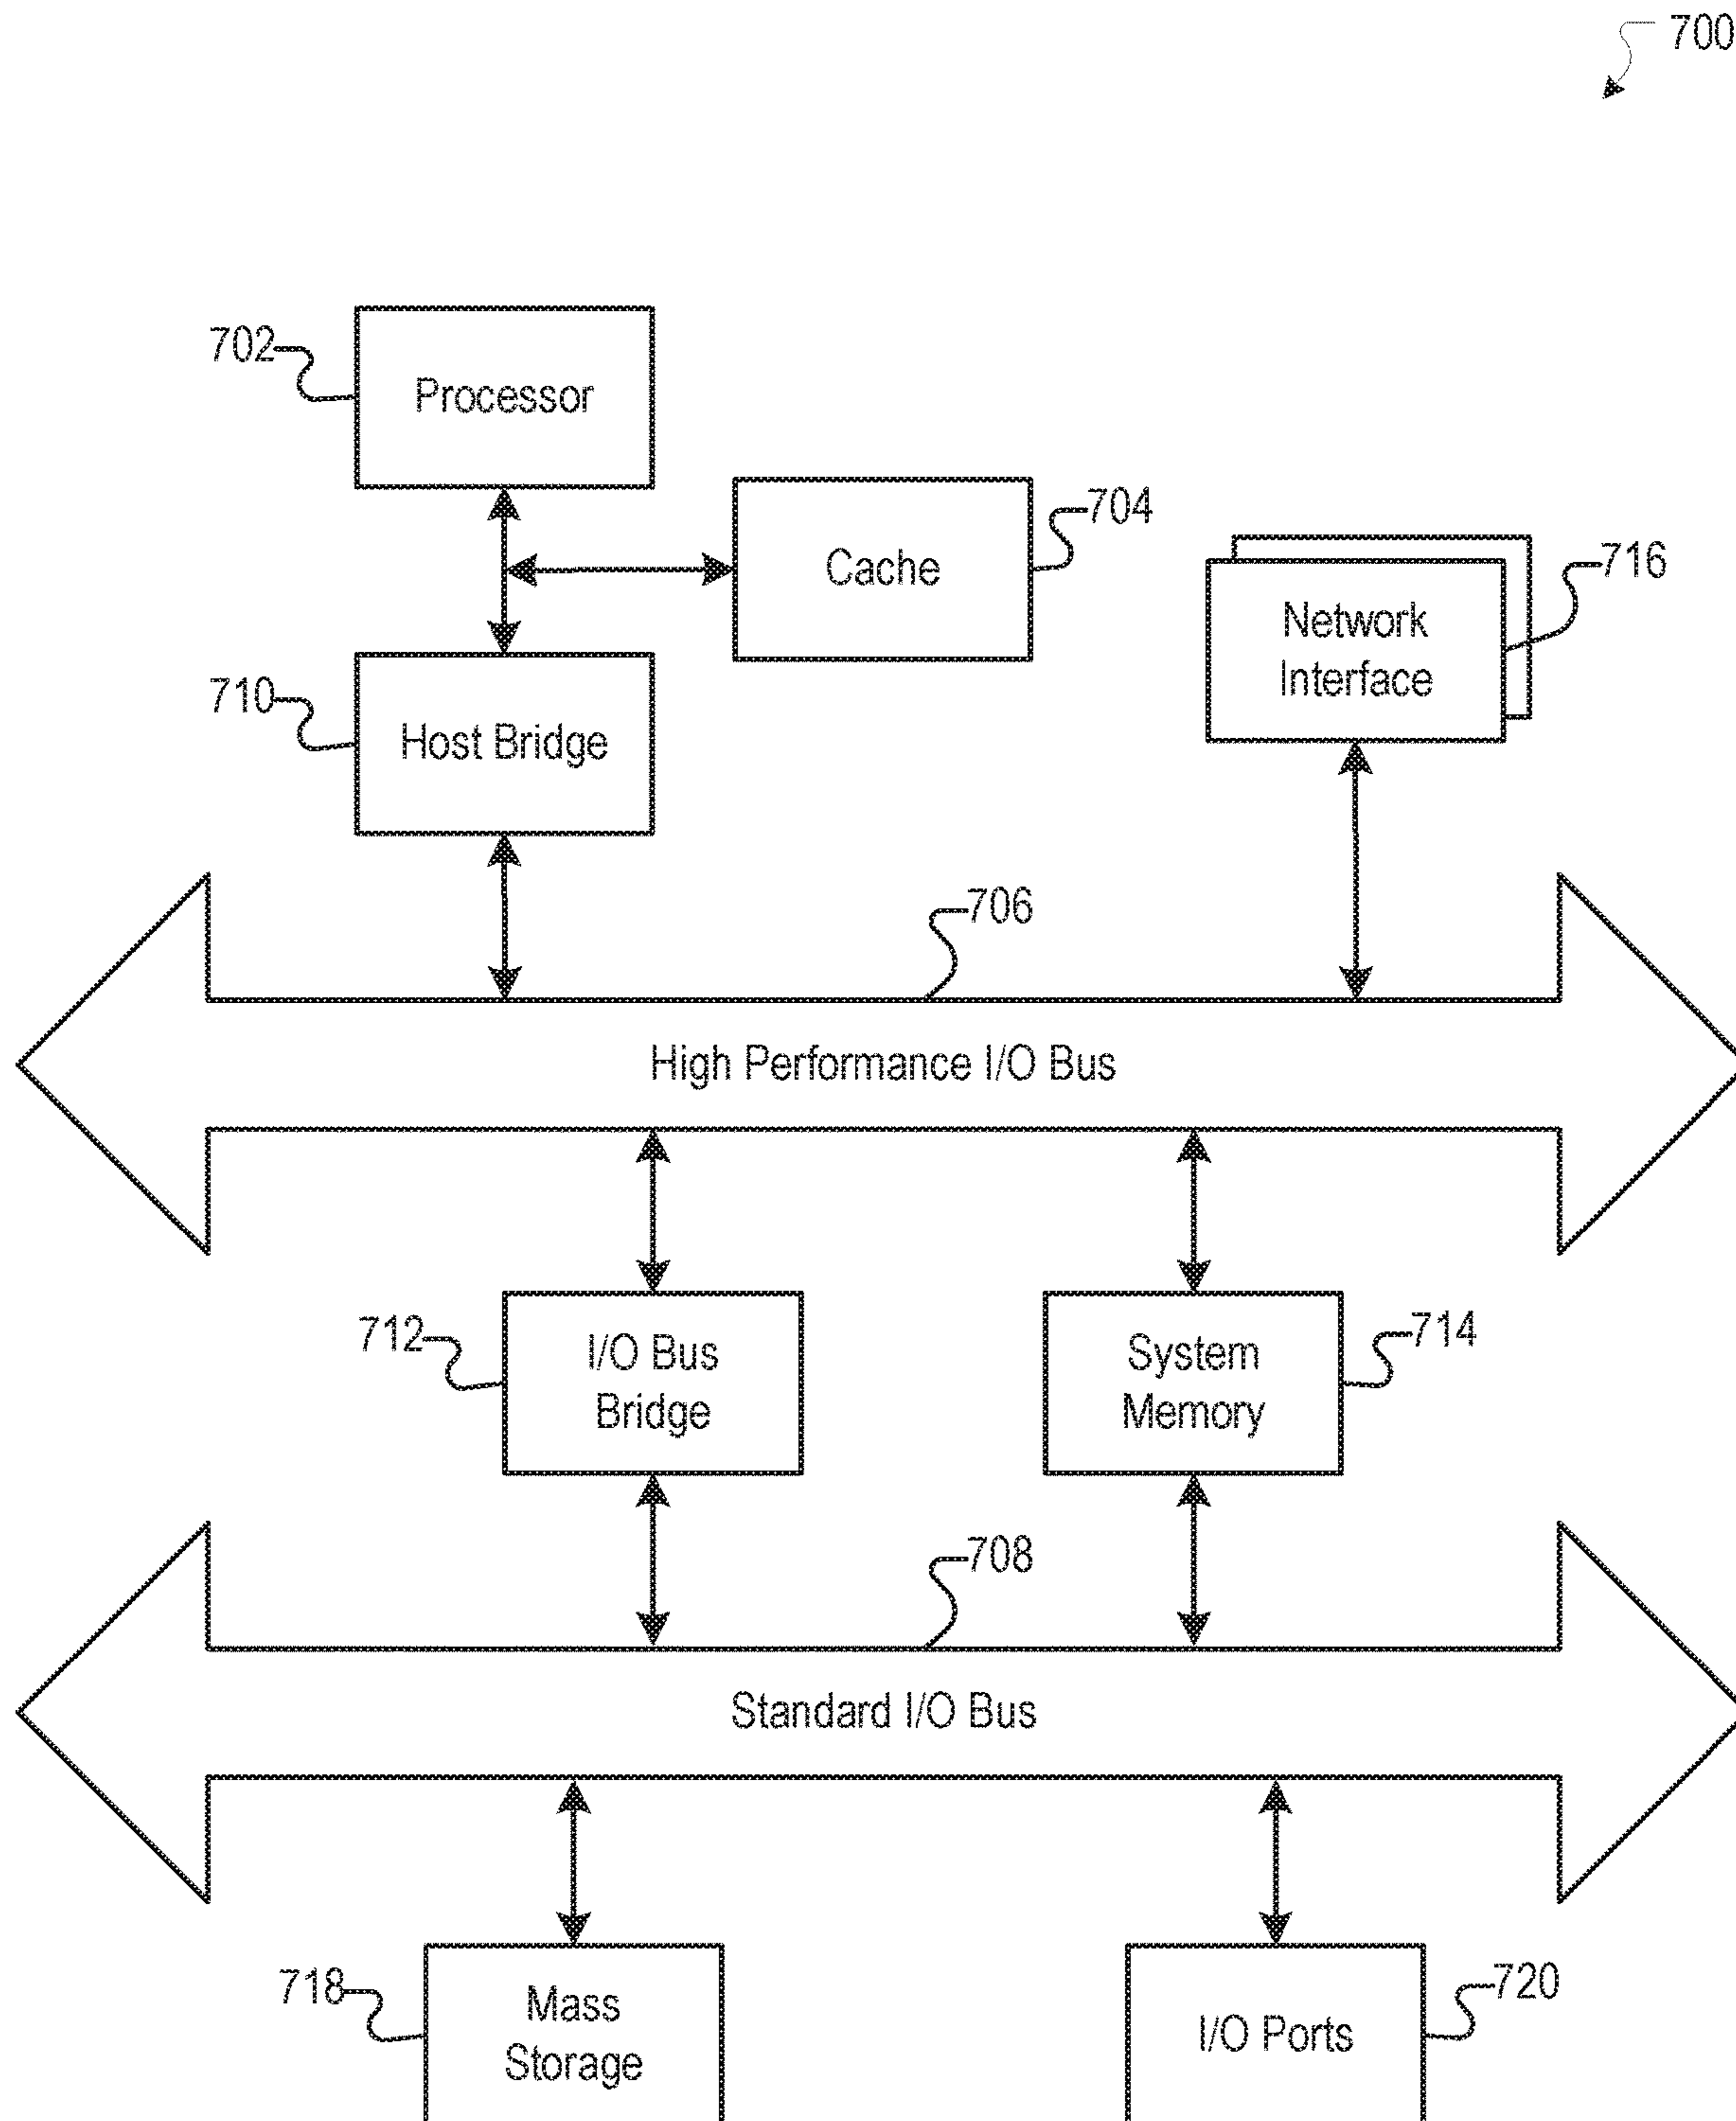 700
702
Processor
704
Cache
716
Network
Interface
710
Host Bridge
706
High Performance I/O Bus
712
I/O Bus
Bridge
System
Memory
714
708
Standard I/O Bus
718
Mass
Storage
I/O Ports
720